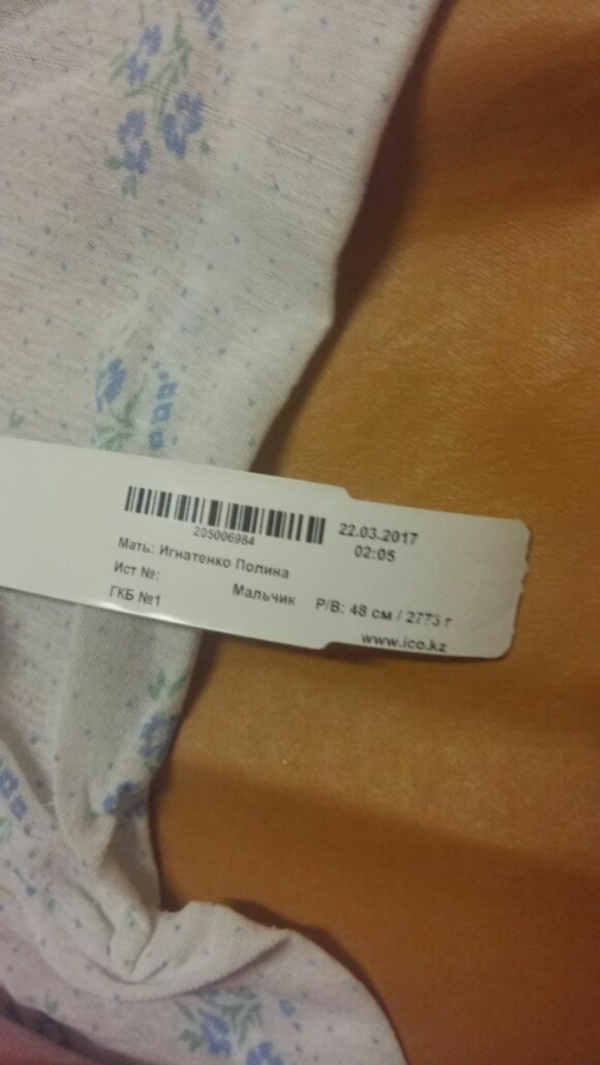 22.03.2017
205006984
02:05
Мать: Игнатенко Полина
Ист №:
Мальчик Р/В: 48 см / 2773 г
ГКБ №1
www.ico.kz